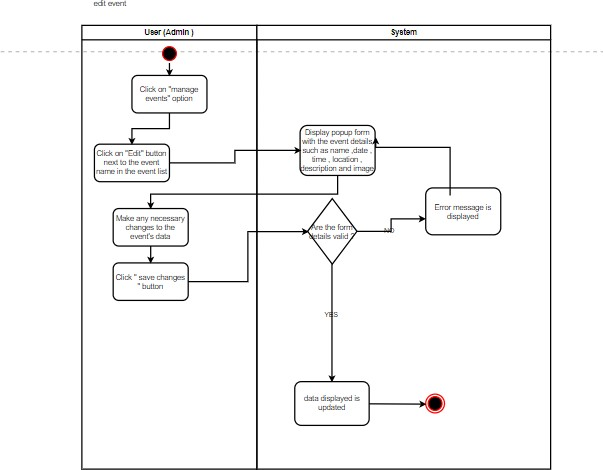 edit event
User (Admin )
System
Click on "manage
events" option
Click on "Edit" button
next to the event
name in the event list
Display popup form
with the event details
such as name ,date ,
time , location ,
description and image
Make any necessary
changes to the
event's data
Error message is
displayed
Are the form
details valid ?
NO
Click " save changes
" button
YES
data displayed is
updated